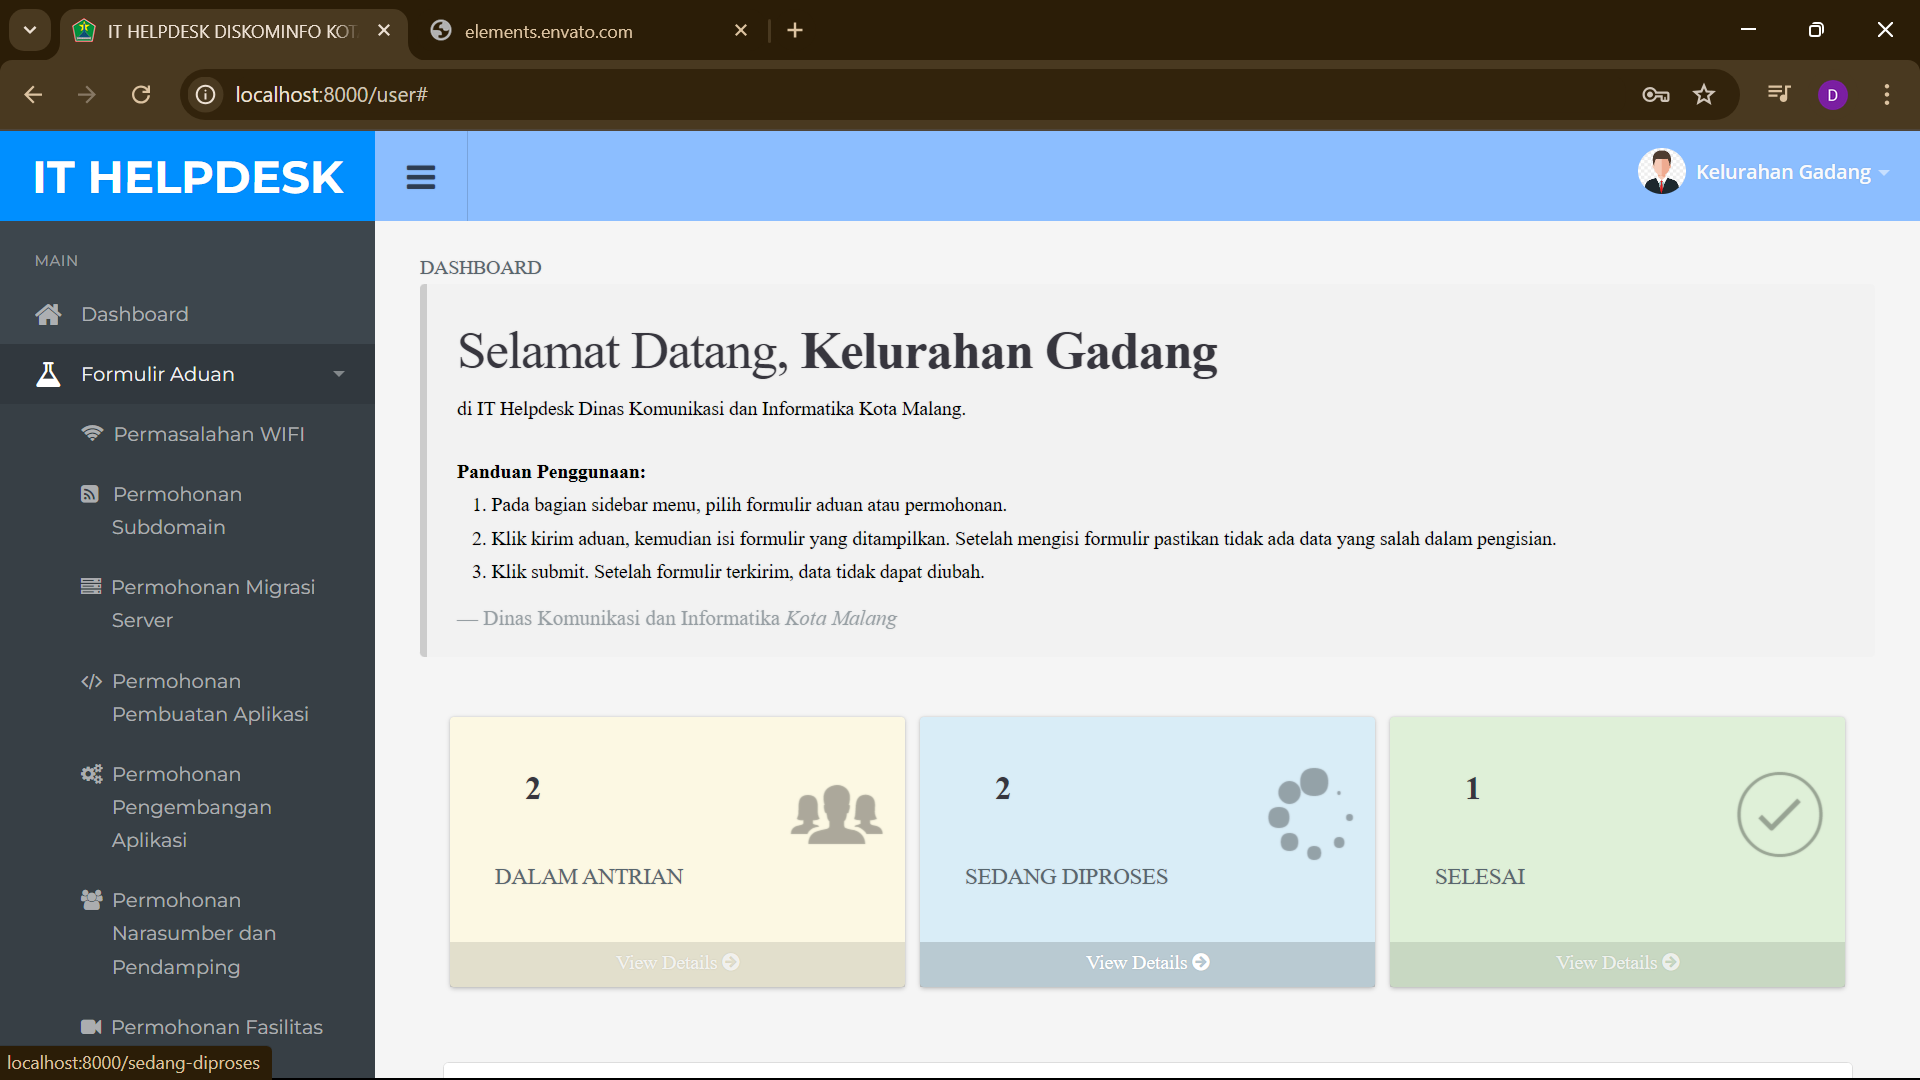 IT HELPDESK DISKOMINFO KOT
elements.envato.com
localhost:8000/user#
D
IT HELPDESK
Kelurahan Gadang
MAIN
Dashboard
Formulir Aduan
Permasalahan WIFI
Permohonan
Subdomain
Permohonan Migrasi
Server
Permohonan
Pembuatan Aplikasi
Permohonan
Pengembangan
Aplikasi
Permohonan
Narasumber dan
Pendamping
Permohonan Fasilitas
localhost:8000/sedang-diproses
DASHBOARD
Selamat Datang, Kelurahan Gadang
di IT Helpdesk Dinas Komunikasi dan Informatika Kota Malang.
Panduan Penggunaan:
1. Pada bagian sidebar menu, pilih formulir aduan atau permohonan.
2. Klik kirim aduan, kemudian isi formulir yang ditampilkan. Setelah mengisi formulir pastikan tidak ada data yang salah dalam pengisian.
3. Klik submit. Setelah formulir terkirim, data tidak dapat diubah.
— Dinas Komunikasi dan Informatika Kota Malang
2
DALAM ANTRIAN
View Details
2
SEDANG DIPROSES
View Details
1
SELESAI
View Details